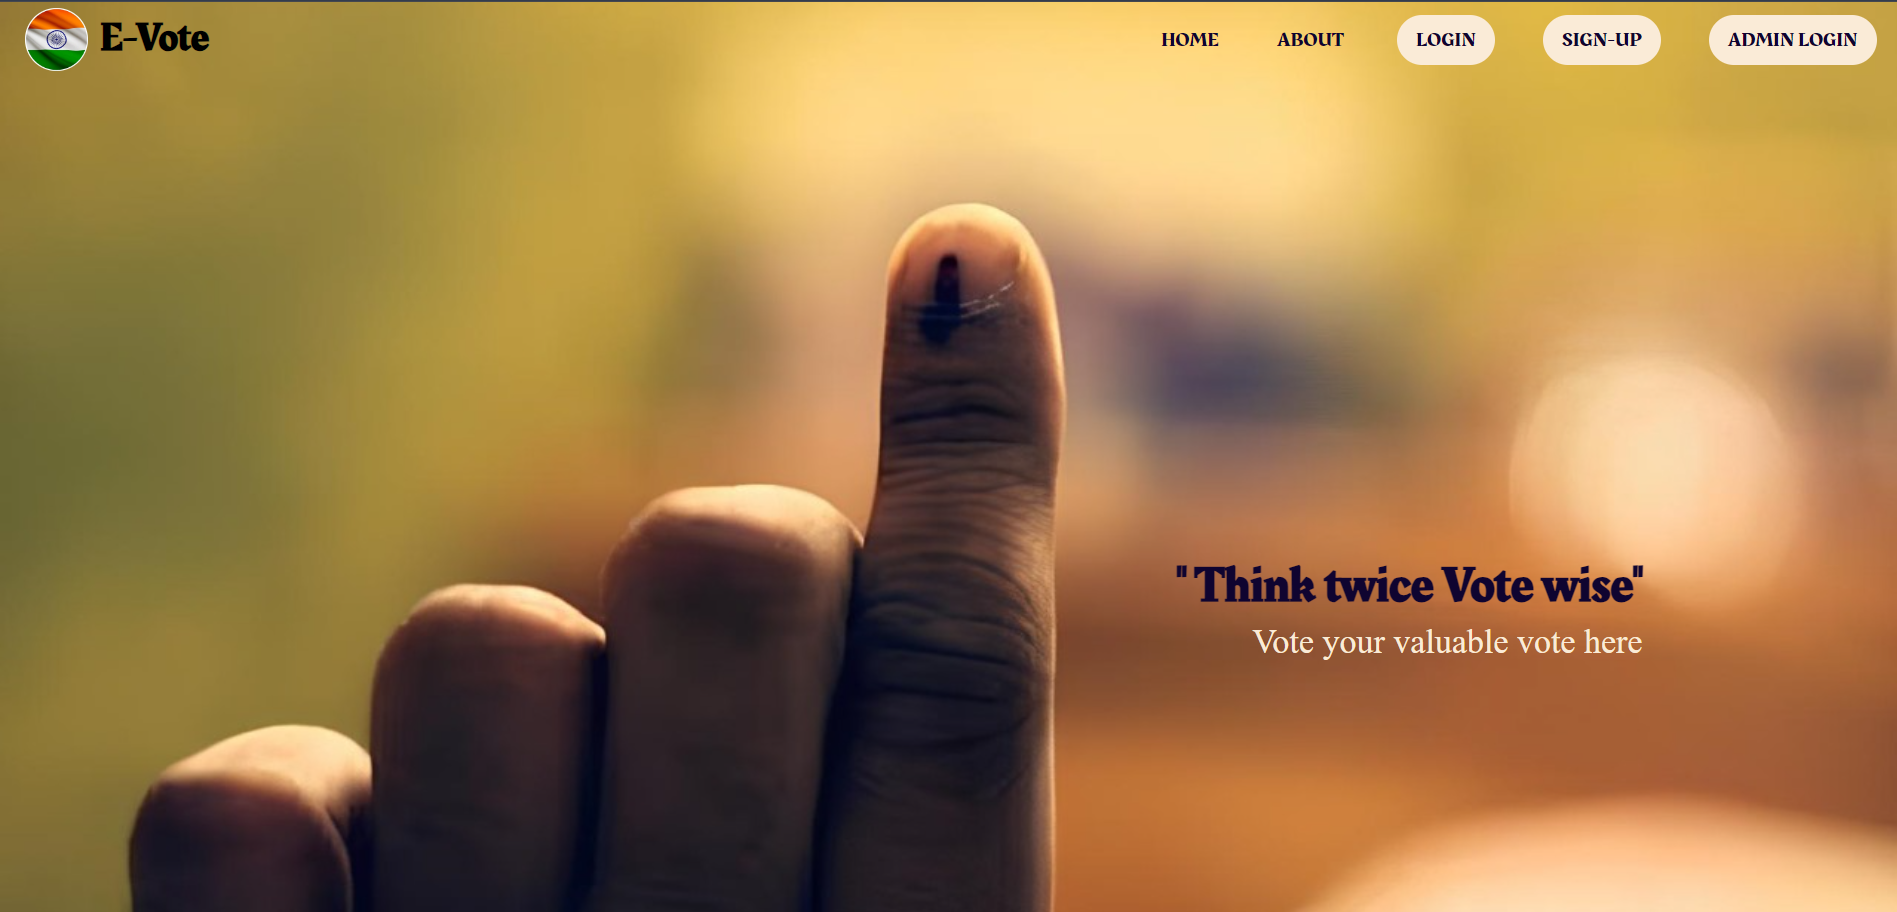 E-Vote
HOME ABOUT LOGIN SIGN-UP ADMIN LOGIN
"Think twice Vote wise"
Vote your valuable vote here